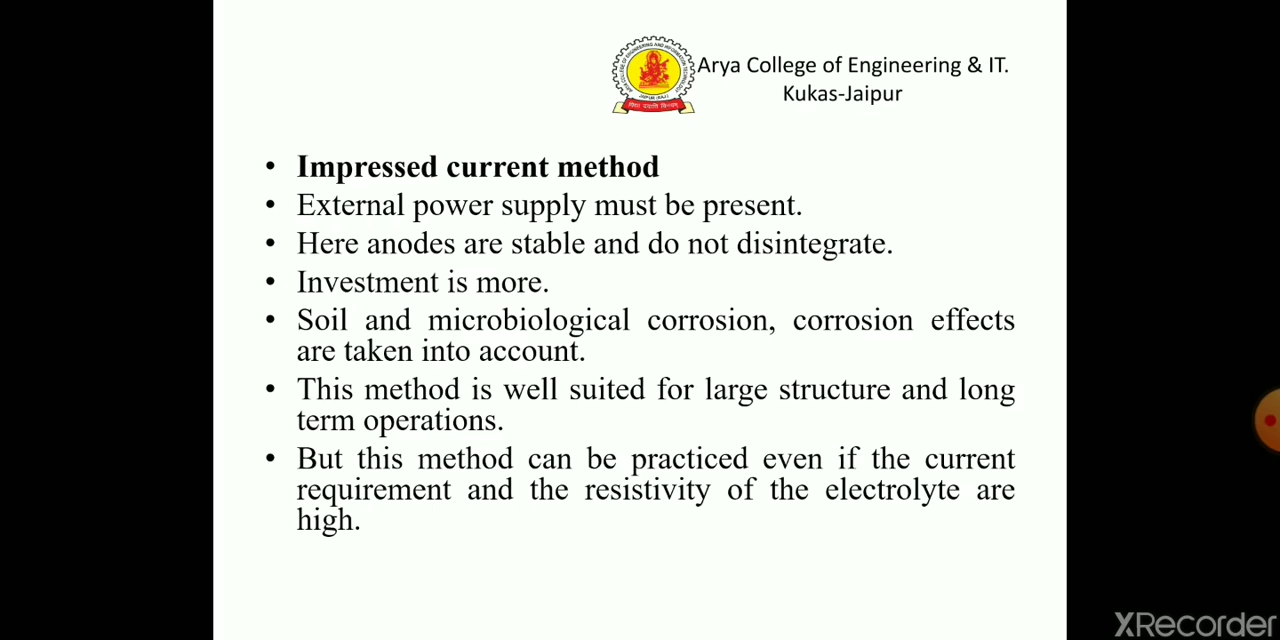 Arya College of Engineering & IT.
Kukas-Jaipur
• Impressed current method
• External power supply must be present.
• Here anodes are stable and do not disintegrate.
• Investment is more.
• Soil and microbiological corrosion, corrosion effects
are taken into account.
• This method is well suited for large structure and long
term operations.
• But this method can be practiced even if the current
requirement and the resistivity of the electrolyte are
high.
XRecorder